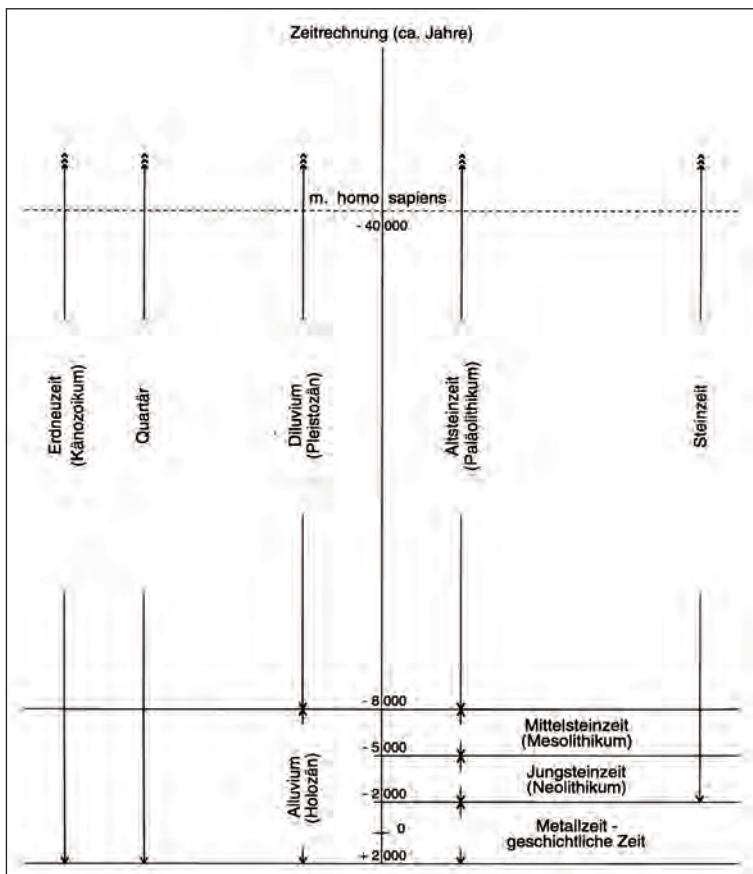 Zeitrechnung (ca. Jahre)
m. homo sapiens
- 40 000
Erdneuzeit
(Känozoikum)
Quartär
Diluvium
(Pleistozän)
Altsteinzeit
(Paläolithikum)
Steinzeit
- 8 000
Mittelsteinzeit
(Mesolithikum)
- 5 000
Alluvium
(Holozän)
Jungsteinzeit
(Neolithikum)
- 2 000
0
Metallzeit -
geschichtliche Zeit
+ 2 000